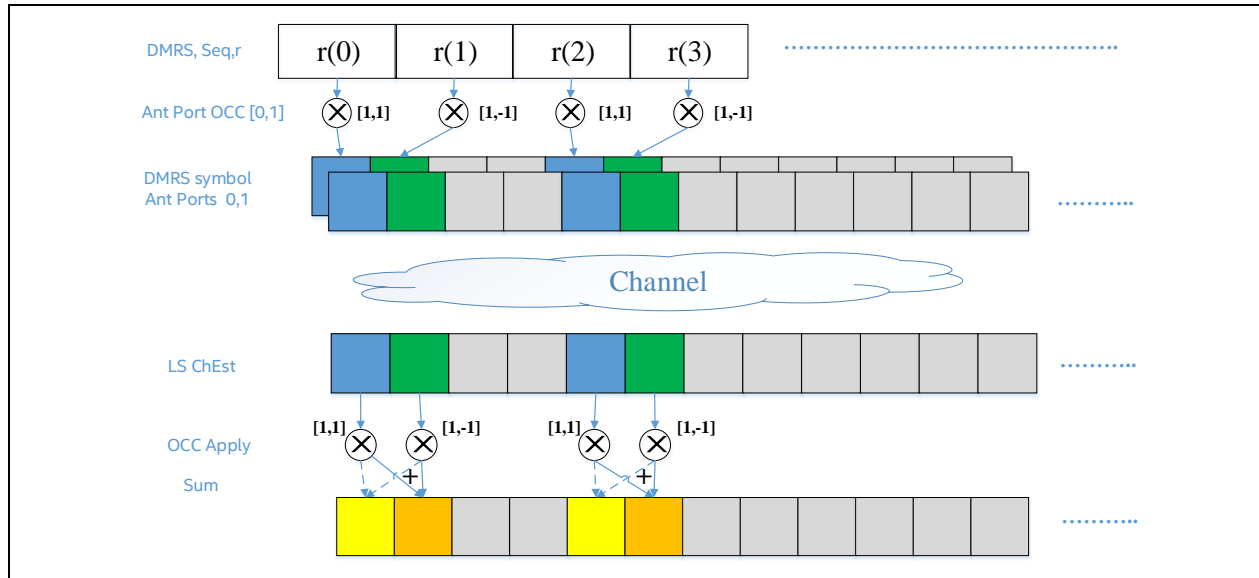 DMRS, Seq,r r(0) r(1) r(2) r(3)
Ant Port OCC [0,1] [1,1] [1,-1] [1,1] [1,-1]
DMRS symbol
Ant Ports 0,1
Channel
LS ChEst
[1,1] [1,-1] [1,1] [1,-1]
OCC Apply
+ +
Sum